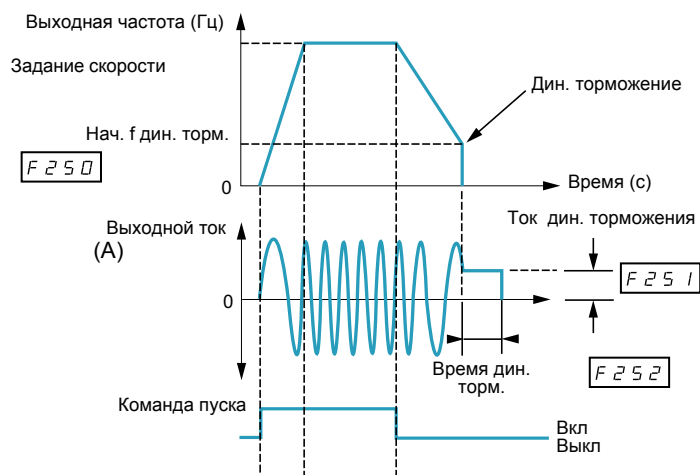 Выходная частота (Гц)
Задание скорости
Дин. торможение
Нач. f дин. торм.
F250
0
Время (с)
Выходной ток
(А)
Ток дин. торможения
F251
0
Время дин.
торм.
F252
Команда пуска
Вкл
Выкл